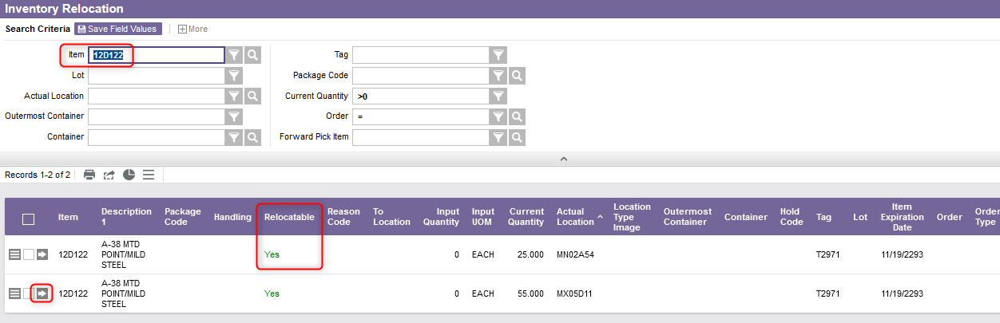 Inventory Relocation
Search Criteria Save Field Values More
Item 12D122 Tag
Lot Package Code
Actual Location Current Quantity >0
Outermost Container Order =
Container Forward Pick Item
Records 1-2 of 2
Item Description 1 Package Code Handling Relocatable Reason Code To Location Input Quantity Input UOM Current Quantity Actual Location Location Type Image Outermost Container Container Hold Code Tag Lot Item Expiration Date Order Order Type
12D122 A-38 MTD POINT/MILD STEEL Yes 0 EACH 25.000 MN02A54 T2971 11/19/2293
12D122 A-38 MTD POINT/MILD STEEL Yes 0 EACH 55.000 MX05D11 T2971 11/19/2293